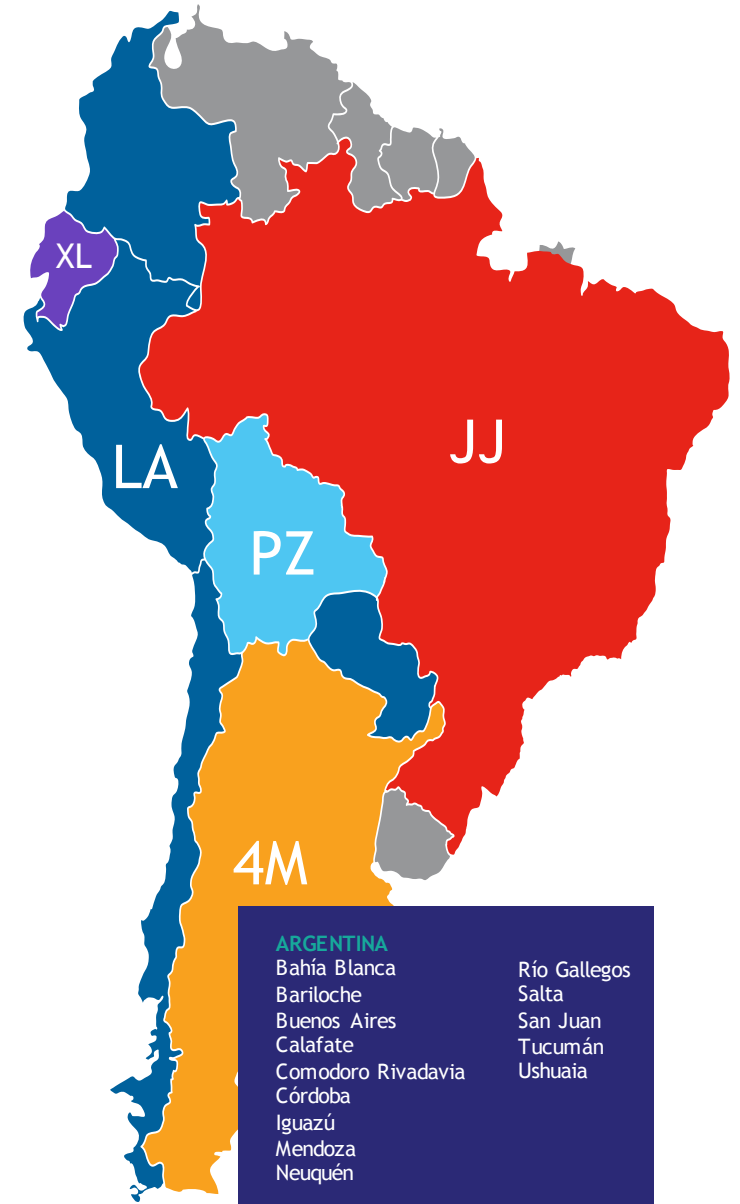 XL
JJ
LA
PZ
4M
ARGENTINA
Bahía Blanca
Bariloche
Buenos Aires
Calafate
Comodoro Rivadavia
Córdoba
Iguazú
Mendoza
Neuquén
Río Gallegos
Salta
San Juan
Tucumán
Ushuaia